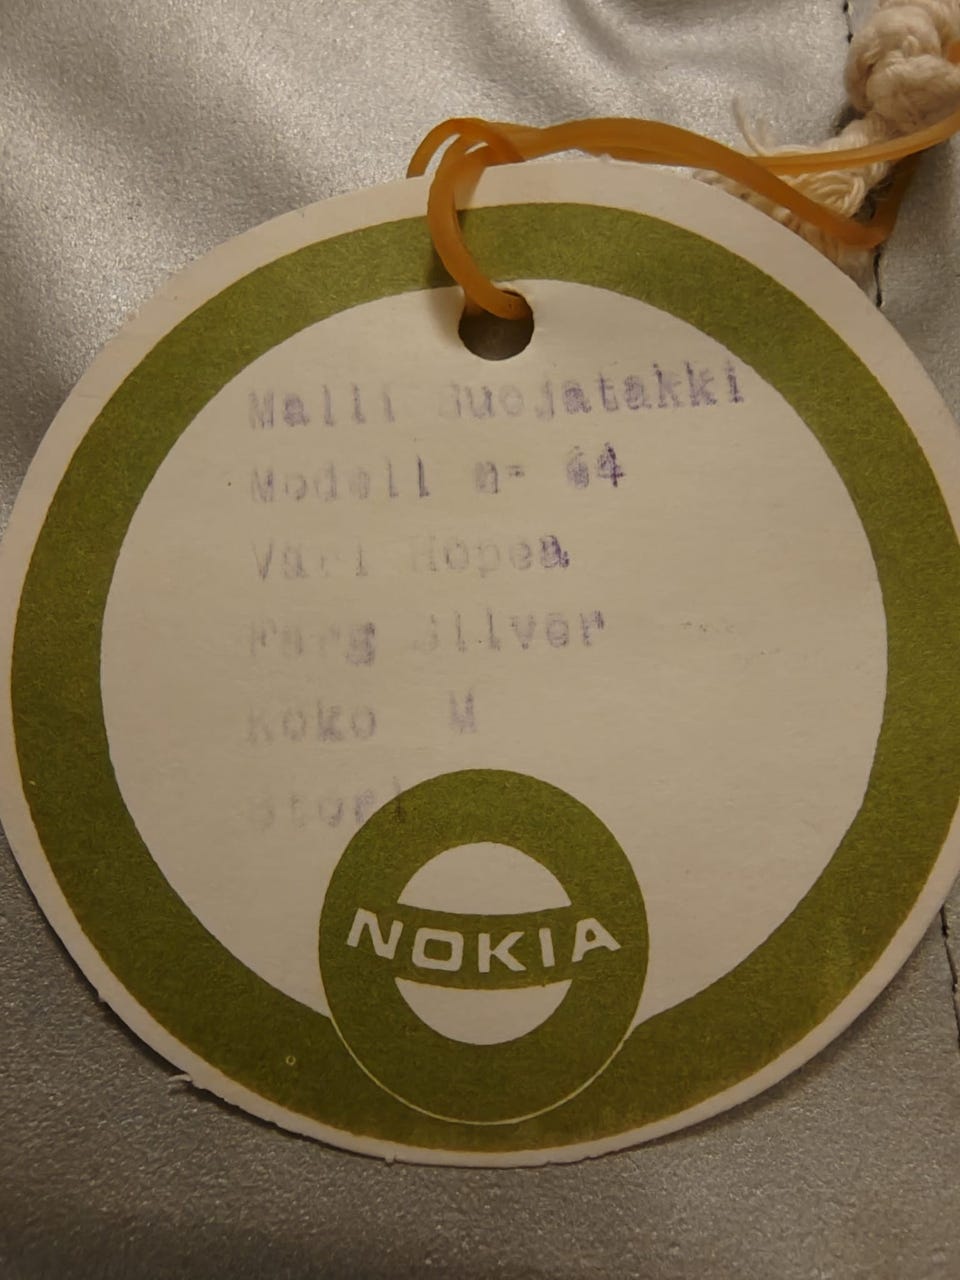 Malli Suojatakki
Modell n- 64
Väri Hopea
Färg Silver
Koko M
Storl
NOKIA